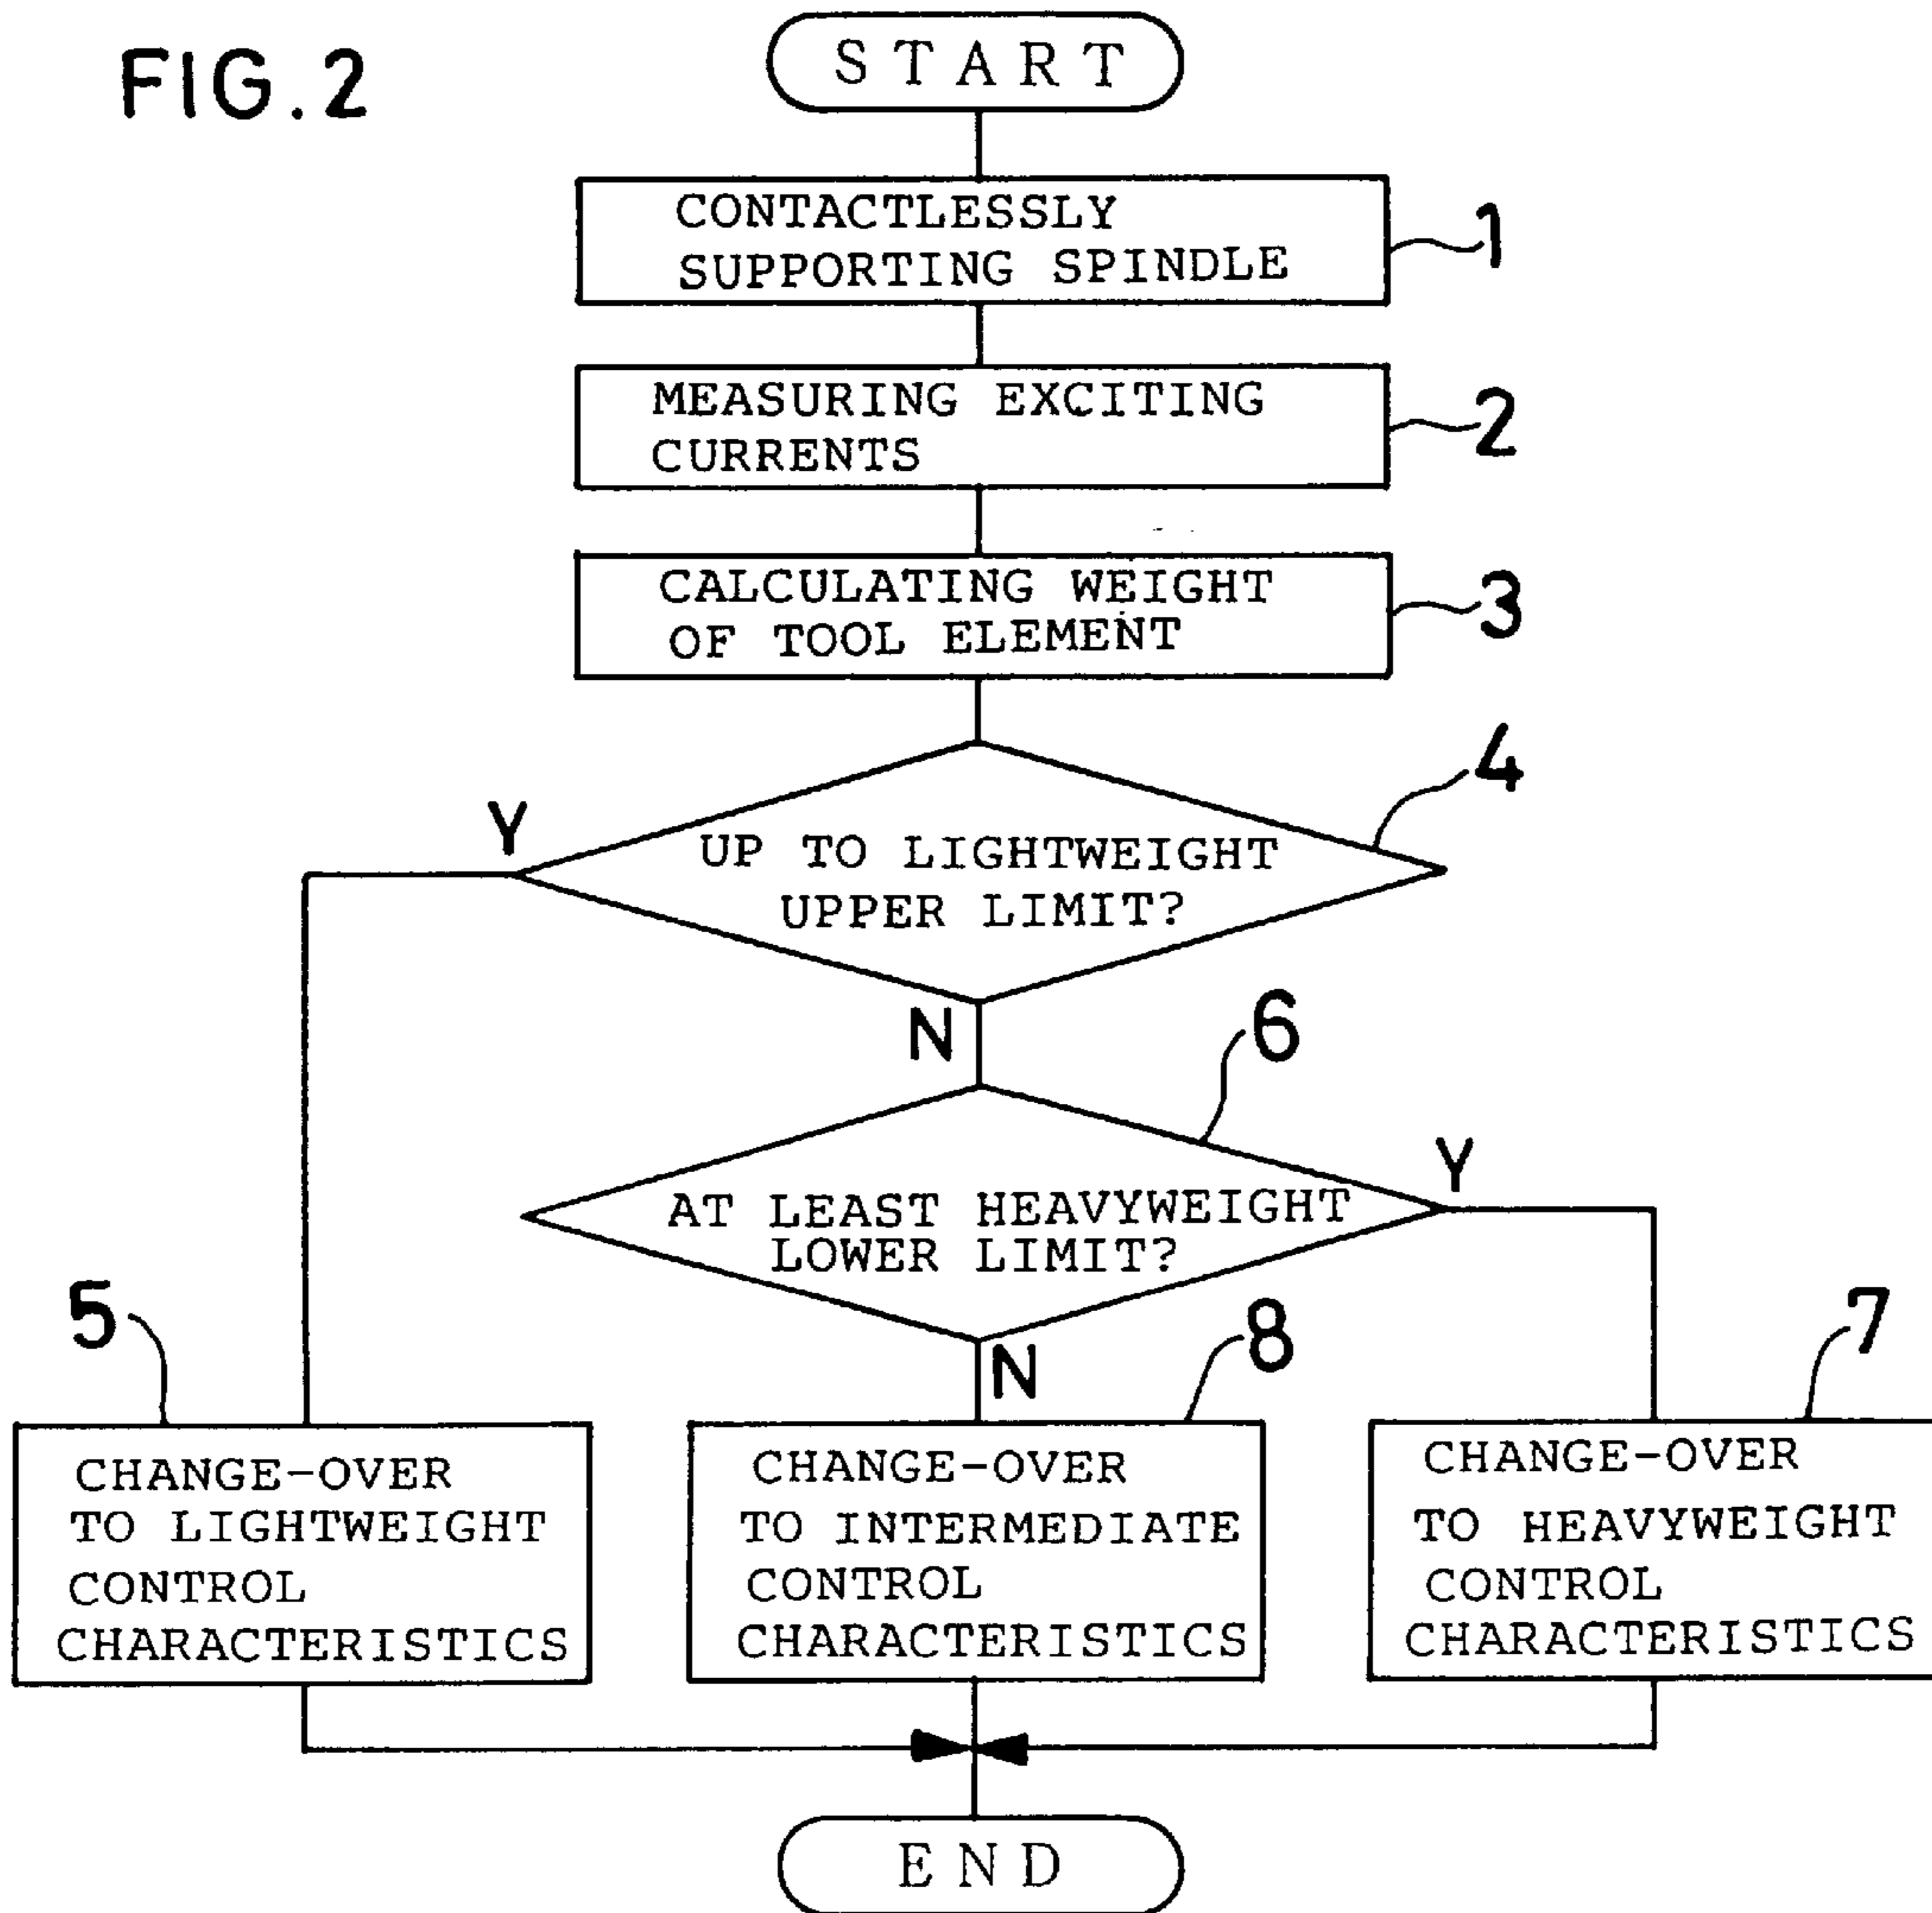 FIG.2
START
CONTACTLESSLY
SUPPORTING SPINDLE
1
MEASURING EXCITING
CURRENTS
2
CALCULATING WEIGHT
OF TOOL ELEMENT
3
4
Y
UP TO LIGHTWEIGHT
UPPER LIMIT?
N
6
Y
AT LEAST HEAVYWEIGHT
LOWER LIMIT?
N
5
CHANGE-OVER
TO LIGHTWEIGHT
CONTROL
CHARACTERISTICS
8
CHANGE-OVER
TO INTERMEDIATE
CONTROL
CHARACTERISTICS
7
CHANGE-OVER
TO HEAVYWEIGHT
CONTROL
CHARACTERISTICS
END